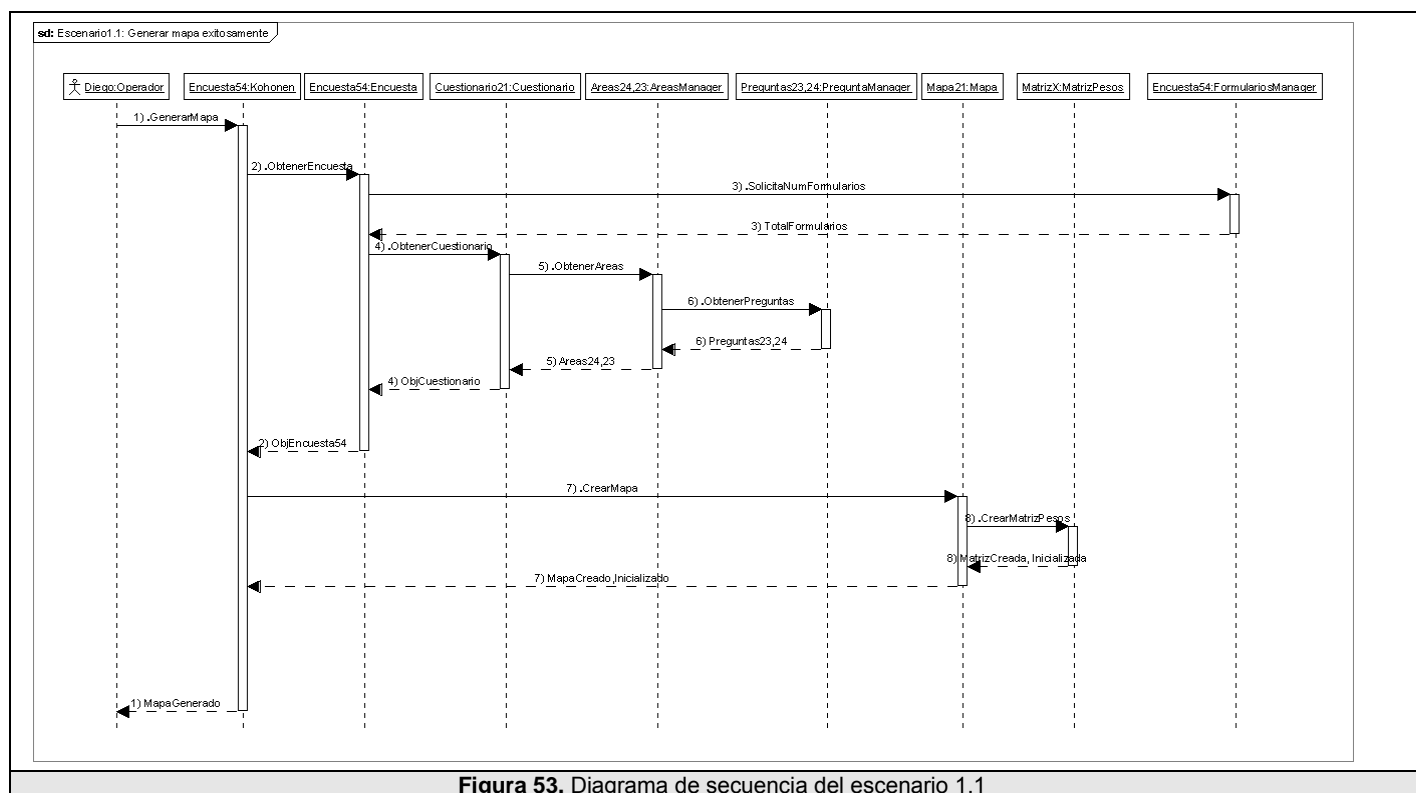 sd: Escenario1.1: Generar mapa exitosamente
Diego:Operador
Encuesta54:Kohonen
Encuesta54:Encuesta
Cuestionario21:Cuestionario
Areas24,23:AreasManager
Preguntas23,24:PreguntaManager
Mapa21:Mapa
MatrizX:MatrizPesos
Encuesta54:FormulariosManager
1) .GenerarMapa
2) .ObtenerEncuesta
3) .SolicitaNumFormularios
3) TotalFormularios
4) .ObtenerCuestionario
5) .ObtenerAreas
6) .ObtenerPreguntas
6) Preguntas23,24
5) Areas24,23
4) ObjCuestionario
2) ObjEncuesta54
7) .CrearMapa
8) .CrearMatrizPesos
8) MatrizCreada, Inicializada
7) MapaCreado,Inicializado
1) MapaGenerado
Figura 53. Diagrama de secuencia del escenario 1.1